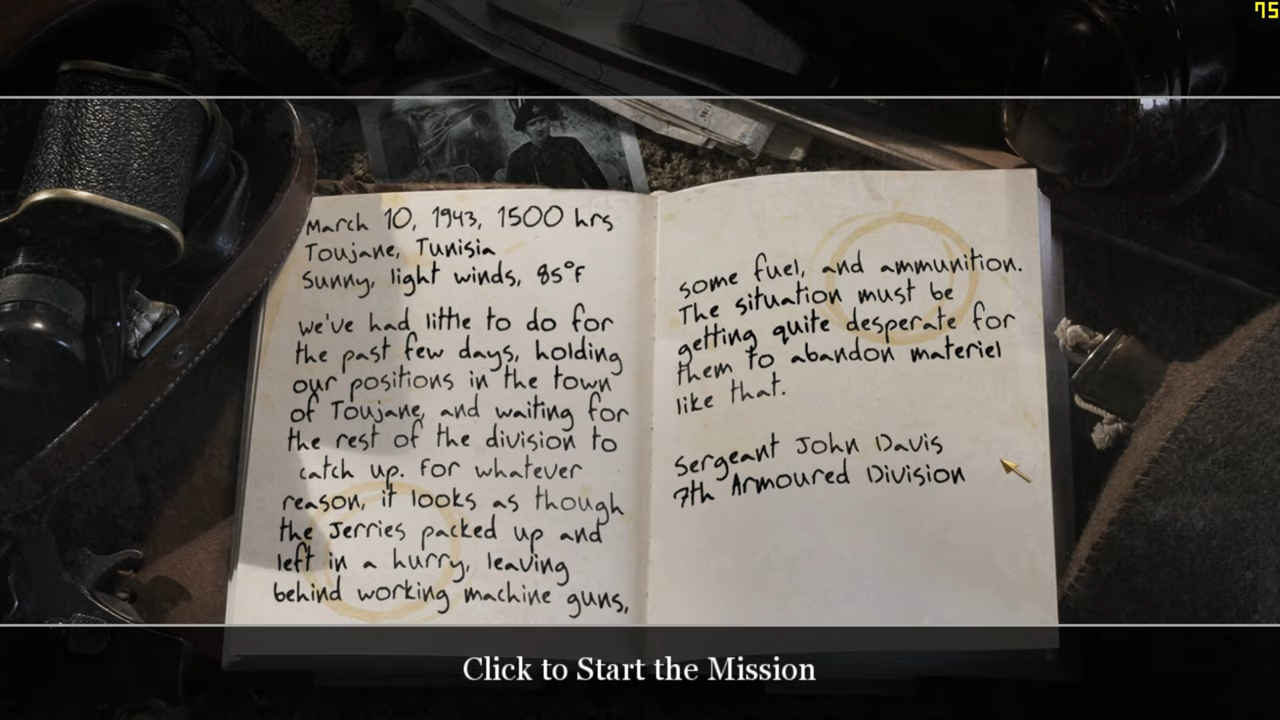 75
March 10, 1943, 1500 hrs
Toujane, Tunisia
Sunny, light winds, 85°F
we've had little to do for
the past few days, holding
our positions in the town
of Toujane, and waiting for
the rest of the division to
catch up. For whatever
reason, it looks as though
the Jerries packed up and
left in a hurry, leaving
behind working machine guns,
some fuel, and ammunition.
The situation must be
getting quite desperate for
them to abandon materiel
like that.
Sergeant John Davis
7th Armoured Division
Click to Start the Mission